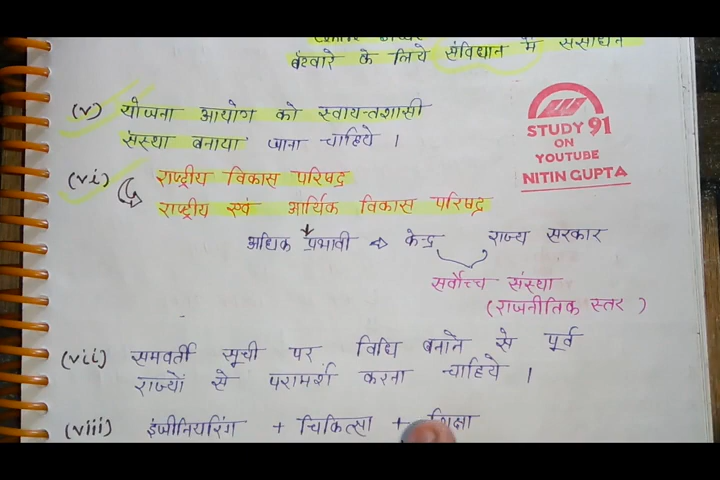 बंटवारे के लिये संविधान में संसोधन
(v) योजना आयोग को स्वायन्तशासी
संस्था बनाया जाना चाहिये ।
STUDY 91
ON
YOUTUBE
NITIN GUPTA
(vi) राष्ट्रीय विकास परिषद
राष्ट्रीय एवं आर्थिक विकास परिषद
अधिक प्रभावी ⇒ केन्द्र राज्य सरकार
सर्वोच्च संस्था
(राजनीतिक स्तर )
(vii) समवर्ती सूची पर विधि बनाने से पूर्व
राज्यों से परामर्श करना चाहिये ।
(viii) इंजीनियरिंग + चिकित्सा + शिक्षा